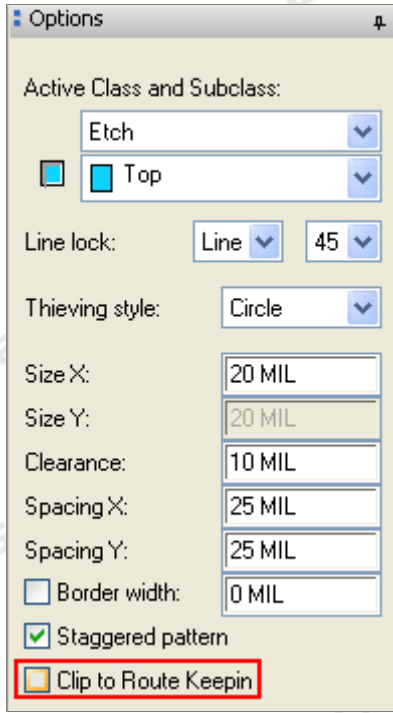 Options
Active Class and Subclass:
Etch
Top
Line lock: Line 45
Thieving style: Circle
Size X: 20 MIL
Size Y: 20 MIL
Clearance: 10 MIL
Spacing X: 25 MIL
Spacing Y: 25 MIL
Border width: 0 MIL
Staggered pattern
Clip to Route Keepin